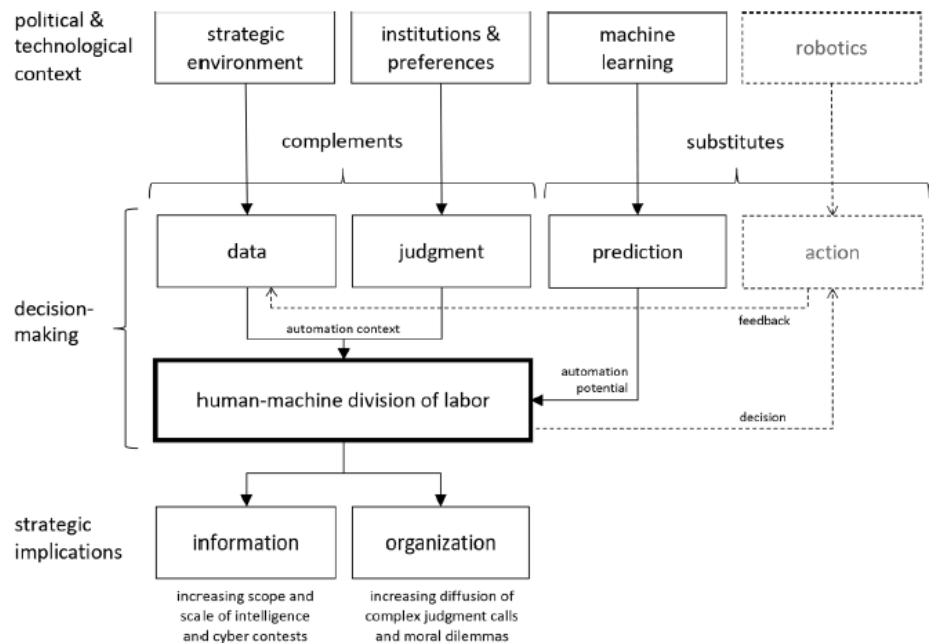 political &
technological
context
strategic
environment
institutions &
preferences
machine
learning
robotics
complements
substitutes
decision-
making
data
judgment
prediction
action
automation context
feedback
human-machine division of labor
automation
potential
decision
strategic
implications
information
organization
increasing scope and
scale of intelligence
and cyber contests
increasing diffusion of
complex judgment calls
and moral dilemmas